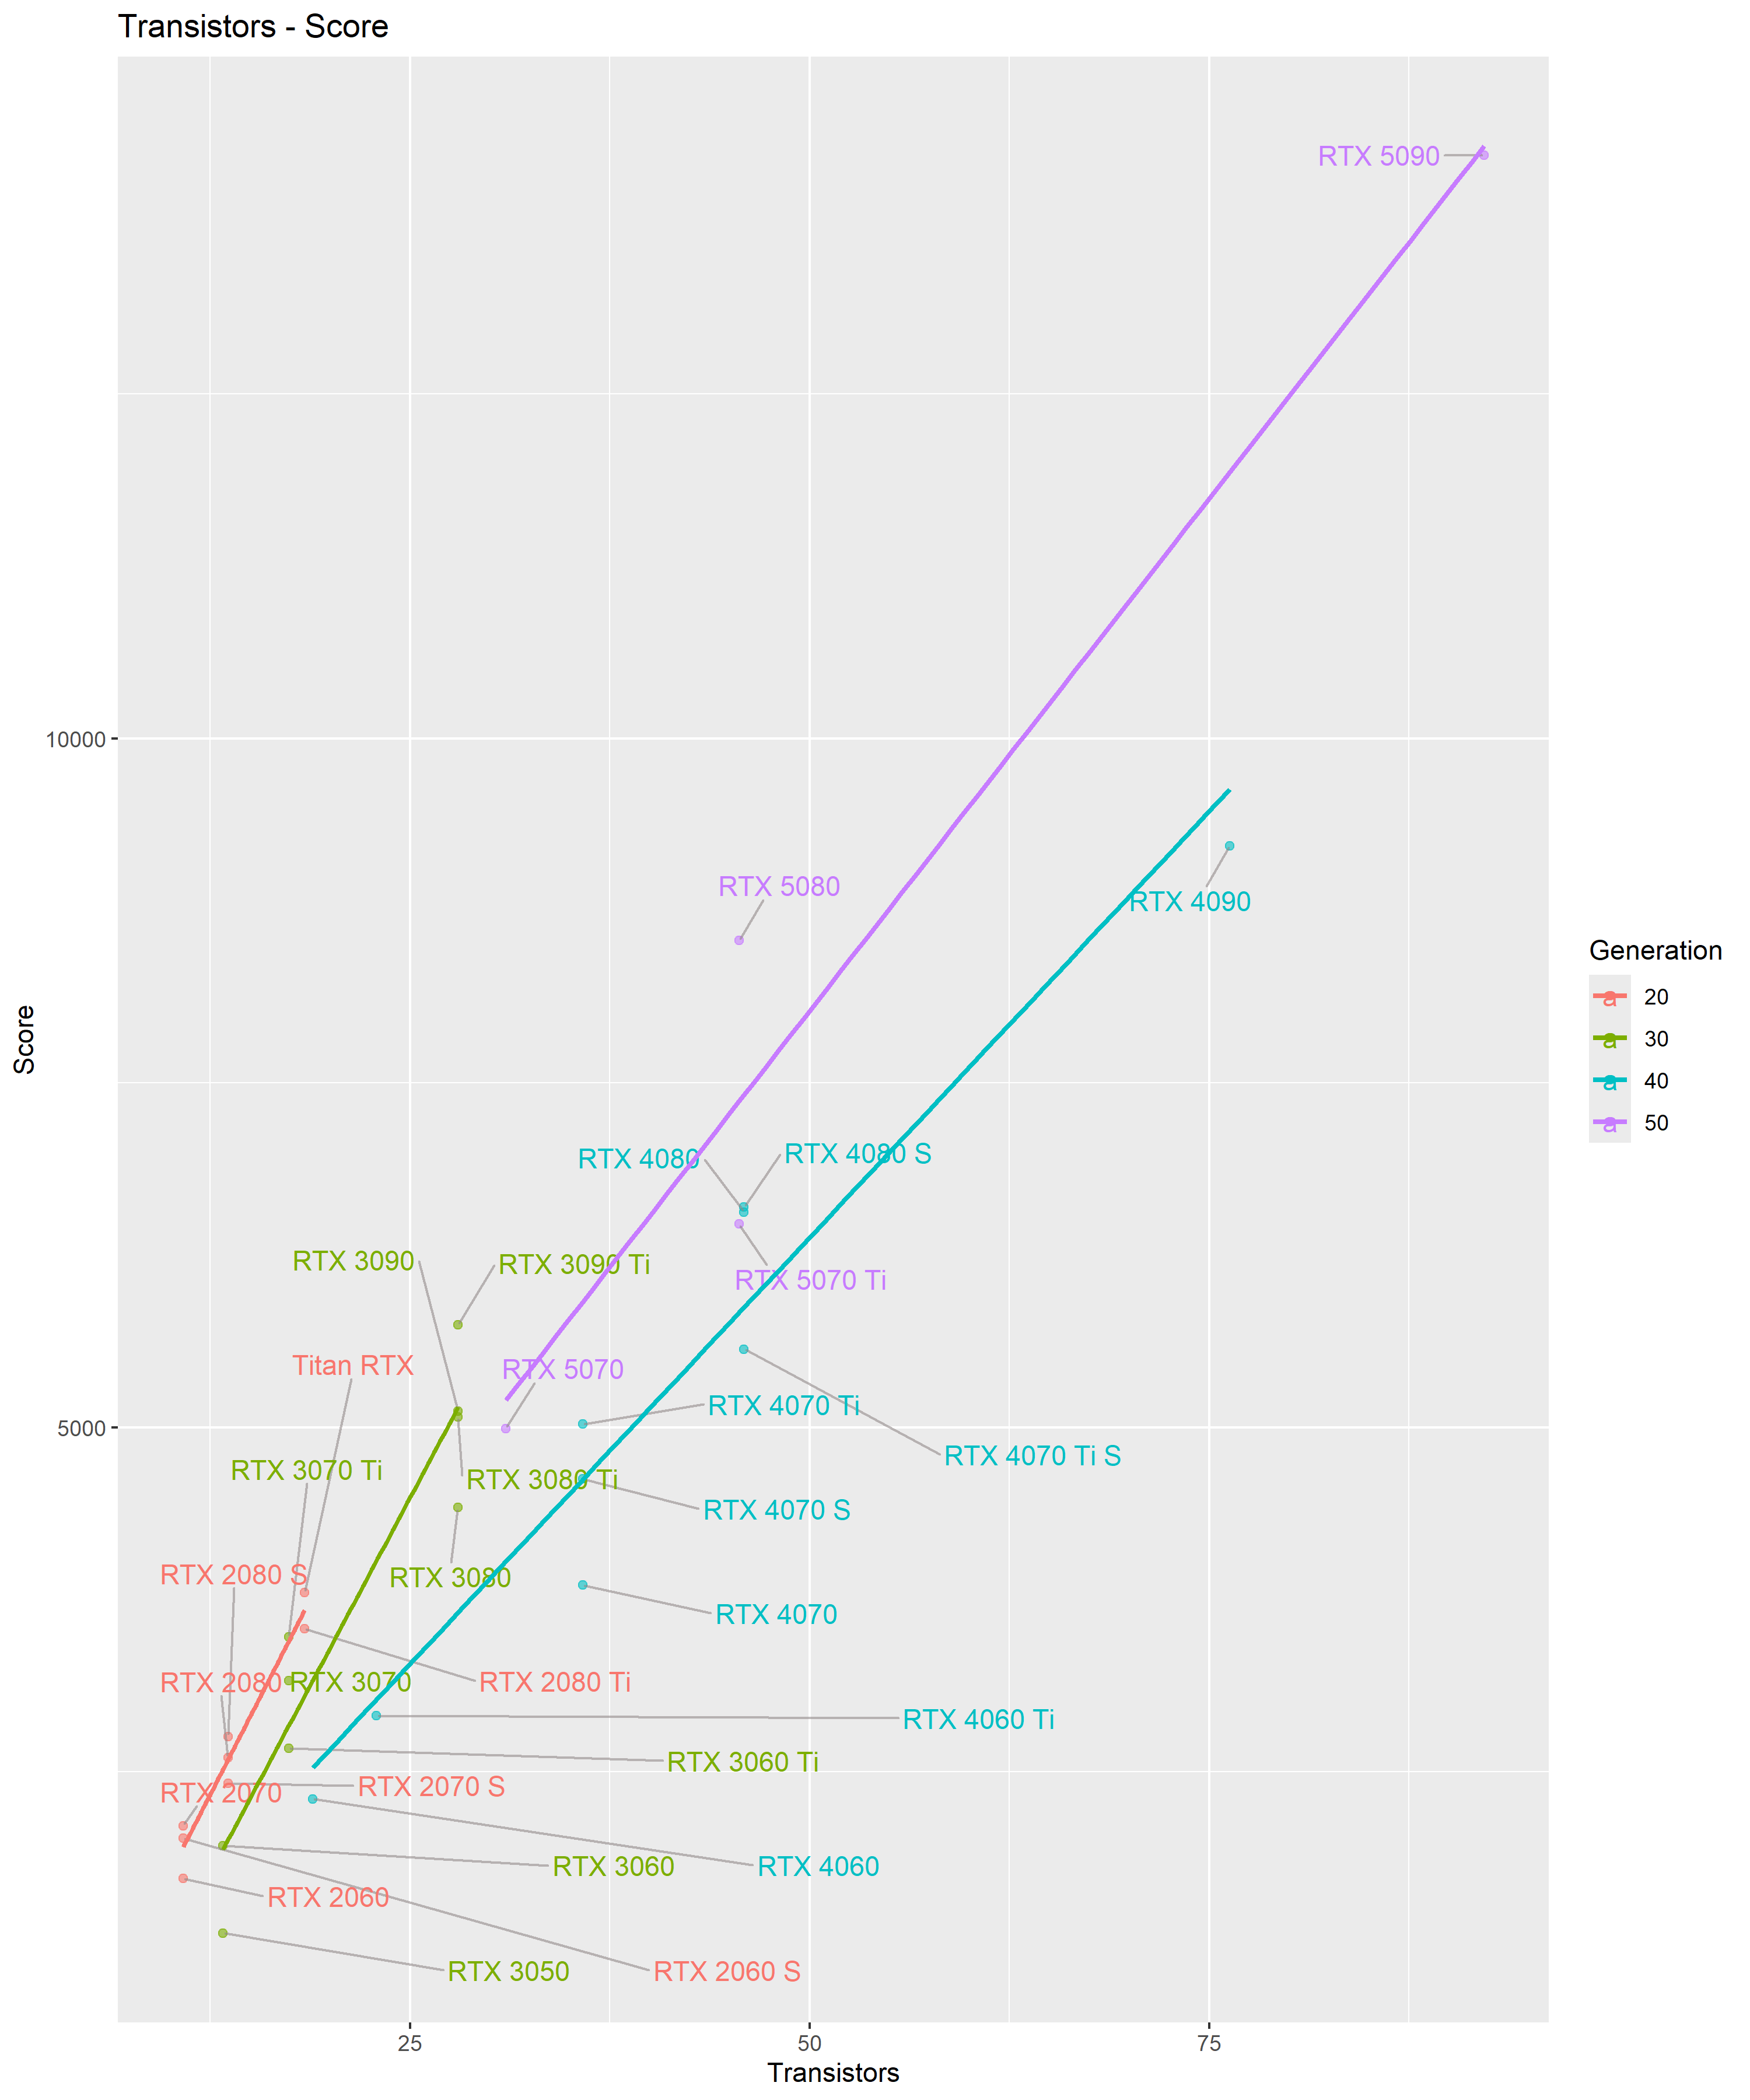 Transistors - Score
RTX 5090
10000
RTX 5080
RTX 4090
Generation
20
30
40
50
Score
RTX 4080
RTX 4080 S
RTX 3090
RTX 3090 Ti
RTX 5070 Ti
Titan RTX
RTX 5070
RTX 4070 Ti
5000
RTX 4070 Ti S
RTX 3070 Ti
RTX 3080 Ti
RTX 4070 S
RTX 2080 S
RTX 3080
RTX 4070
RTX 2080
RTX 3070
RTX 2080 Ti
RTX 4060 Ti
RTX 3060 Ti
RTX 2070 S
RTX 2070
RTX 3060
RTX 4060
RTX 2060
RTX 3050
RTX 2060 S
25
50
75
Transistors